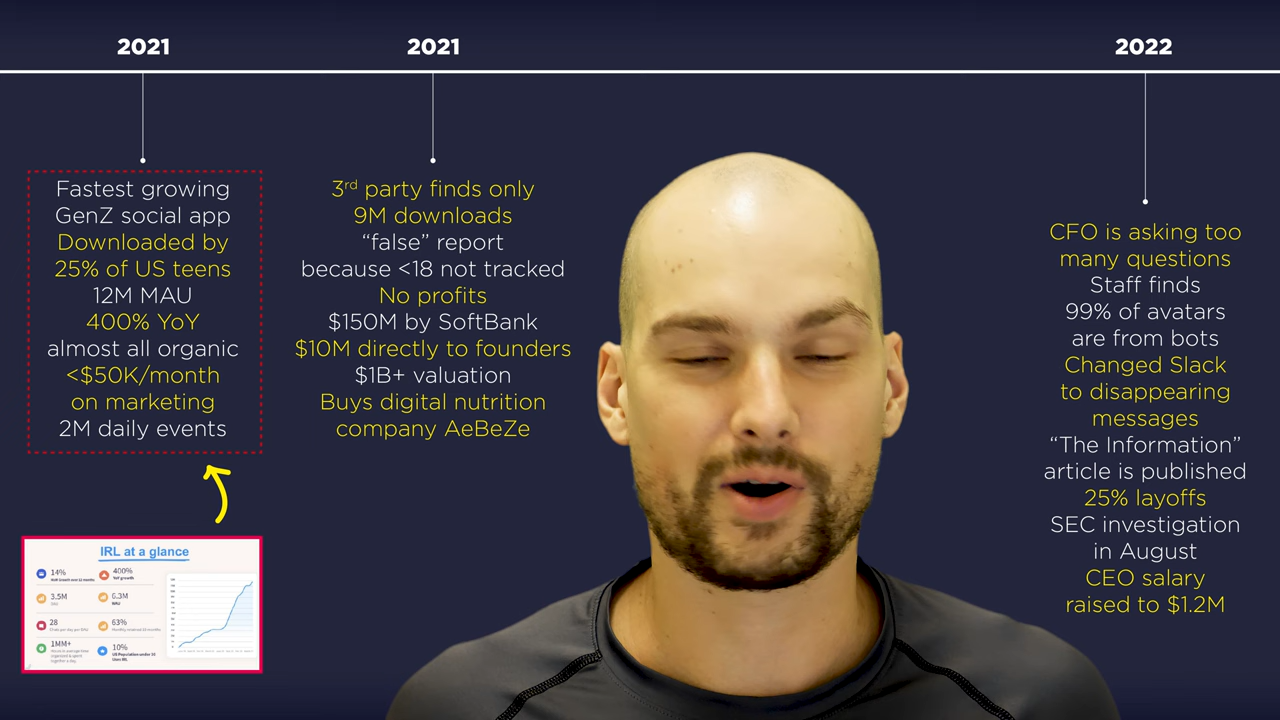 2021
Fastest growing
GenZ social app
Downloaded by
25% of US teens
12M MAU
400% YoY
almost all organic
<$50K/month
on marketing
2M daily events
IRL at a glance
14%
400%
YoY growth
3.5M
6.3M
28
63%
1MM+
10%
2021
3rd party finds only
9M downloads
“false” report
because <18 not tracked
No profits
$150M by SoftBank
$10M directly to founders
$1B+ valuation
Buys digital nutrition
company AeBeZe
2022
CFO is asking too
many questions
Staff finds
99% of avatars
are from bots
Changed Slack
to disappearing
messages
“The Information”
article is published
25% layoffs
SEC investigation
in August
CEO salary
raised to $1.2M